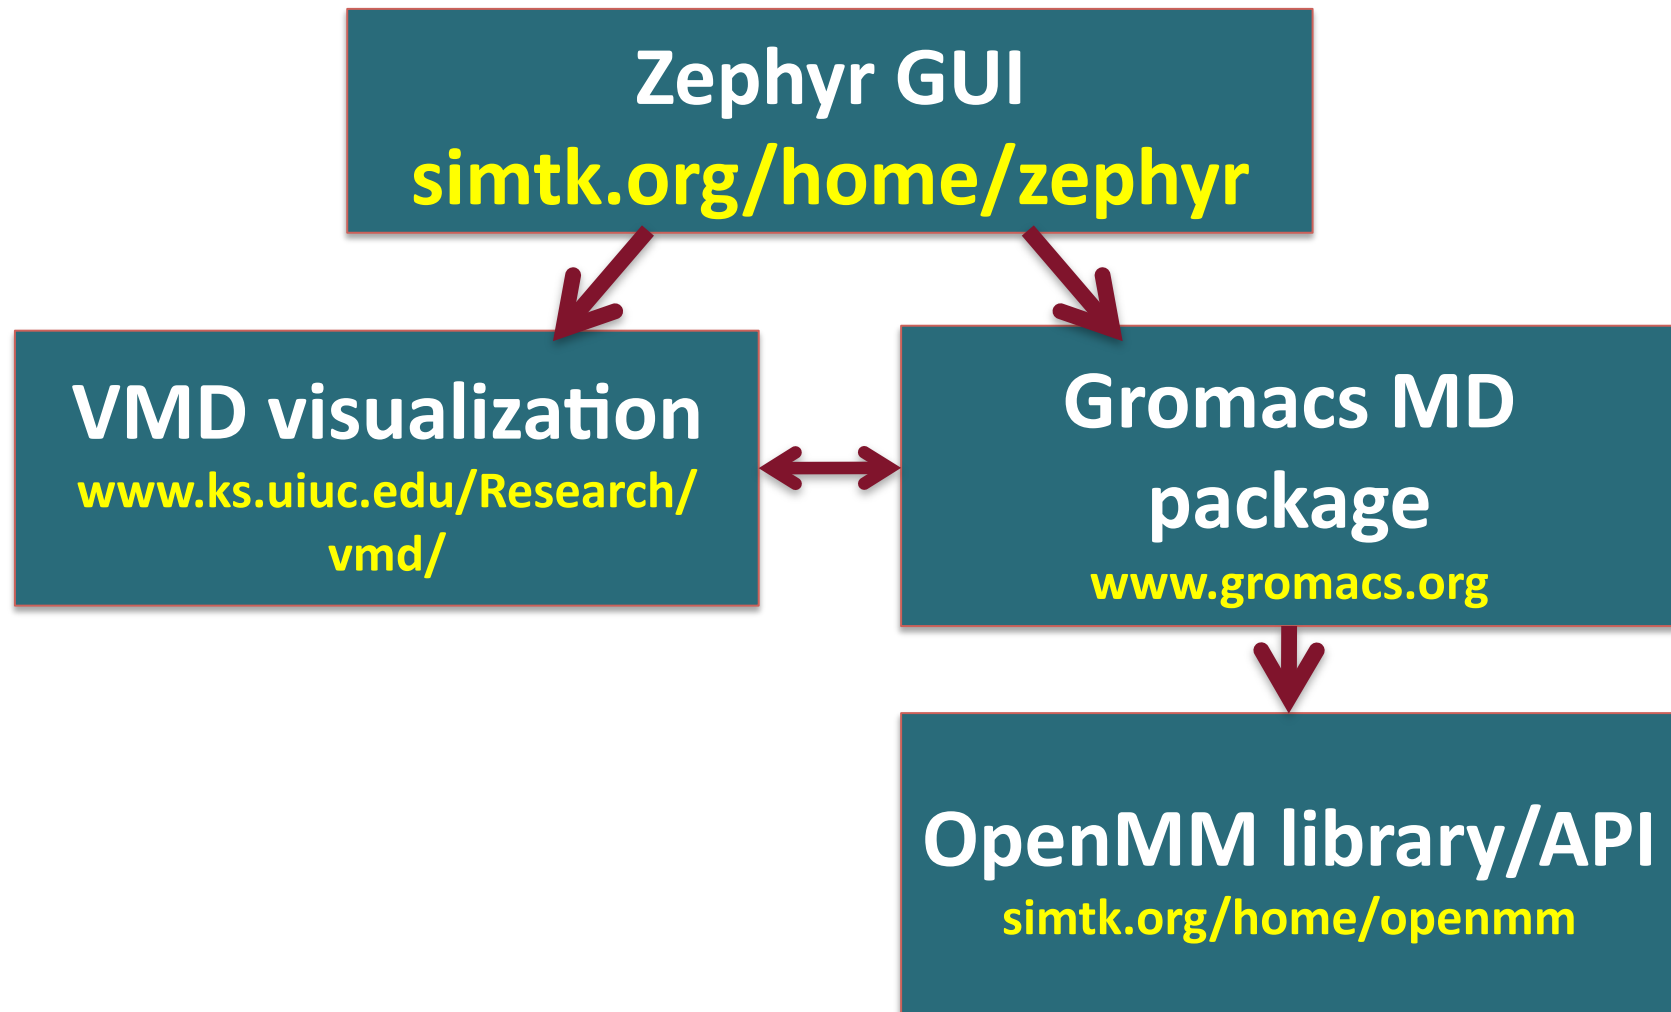 Zephyr GUI
simtk.org/home/zephyr
VMD visualization
www.ks.uiuc.edu/Research/
vmd/
Gromacs MD
package
www.gromacs.org
OpenMM library/API
simtk.org/home/openmm